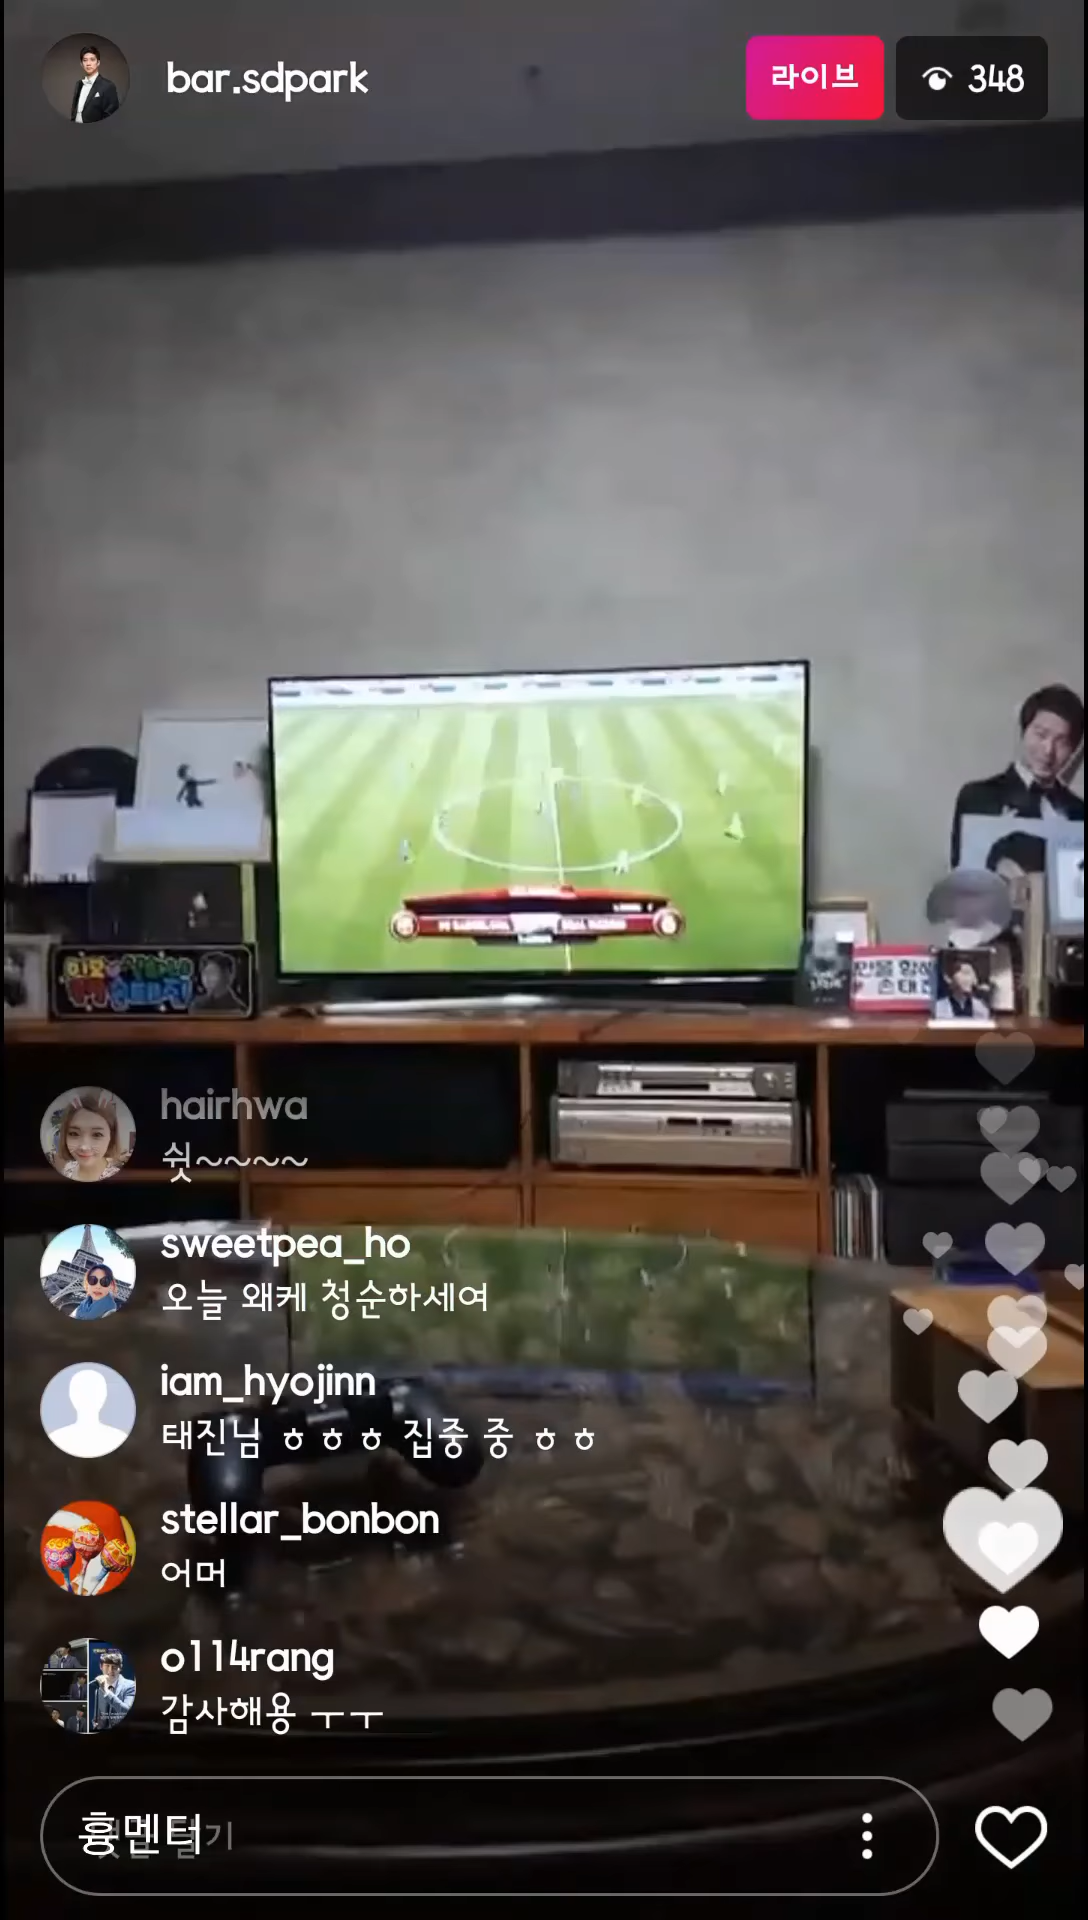 bar.sdpark
라이브
348
hairhwa
쉿~~~~
sweetpea_ho
오늘 왜케 청순하세여
iam_hyojinn
태진님 ㅎㅎㅎ 집중 중 ㅎㅎ
stellar_bonbon
어머
o114rang
감사해용 ㅜㅜ
흉멘터